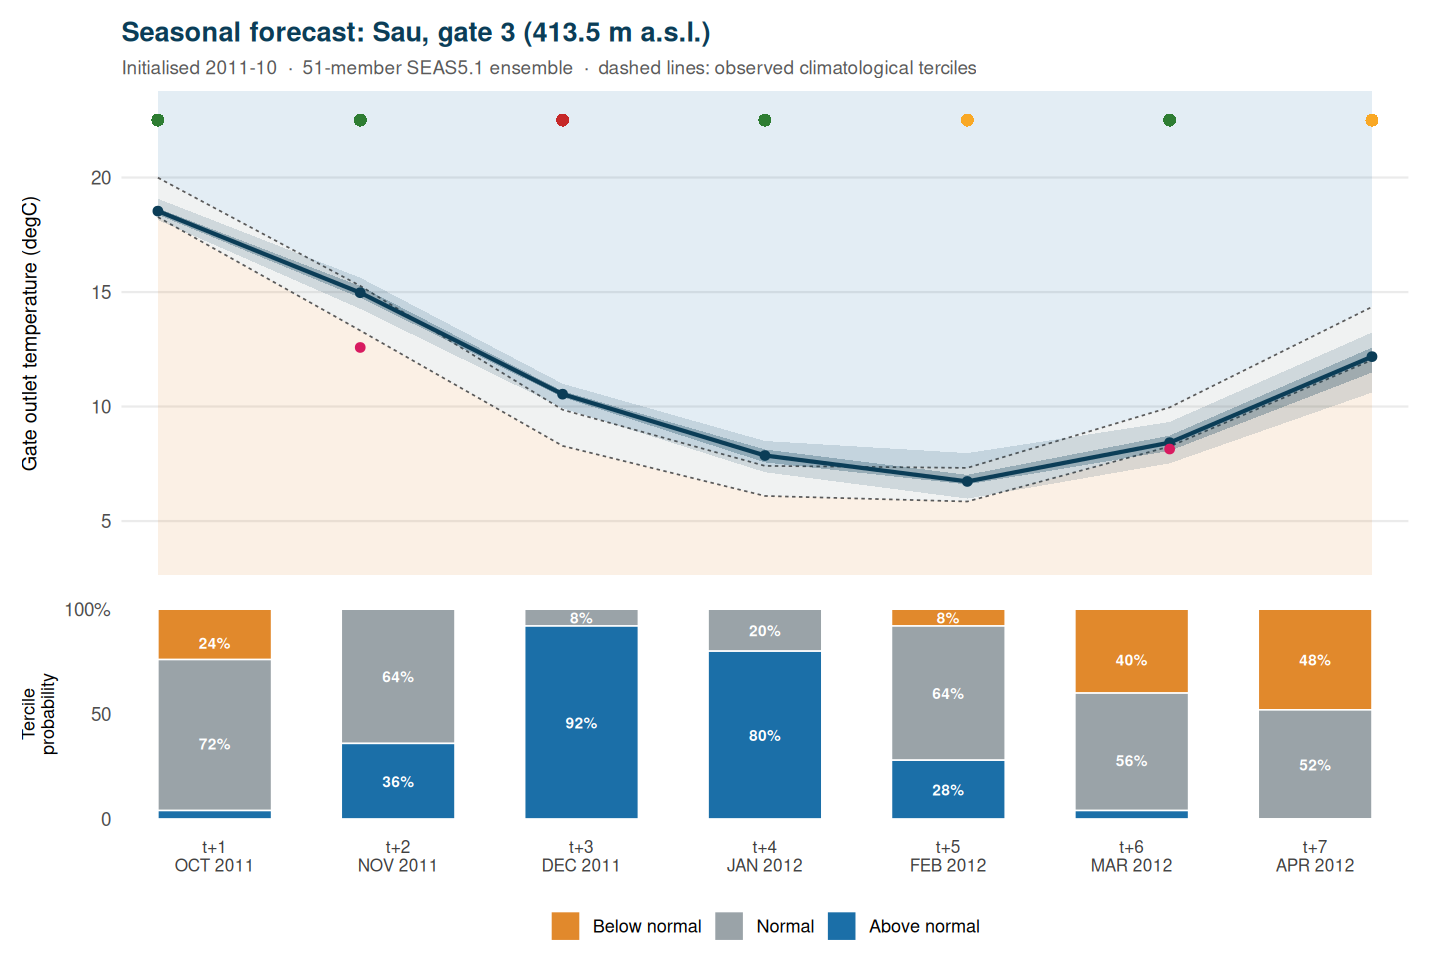 Seasonal forecast: Sau, gate 3 (413.5 m a.s.l.)
Initialised 2011-10 · 51-member SEAS5.1 ensemble · dashed lines: observed climatological terciles
Gate outlet temperature (degC)
20
15
10
5
Tercile
probability
100%
50
0
24%
72%
64%
36%
8%
92%
20%
80%
8%
64%
28%
40%
56%
48%
52%
t+1
OCT 2011
t+2
NOV 2011
t+3
DEC 2011
t+4
JAN 2012
t+5
FEB 2012
t+6
MAR 2012
t+7
APR 2012
Below normal
Normal
Above normal